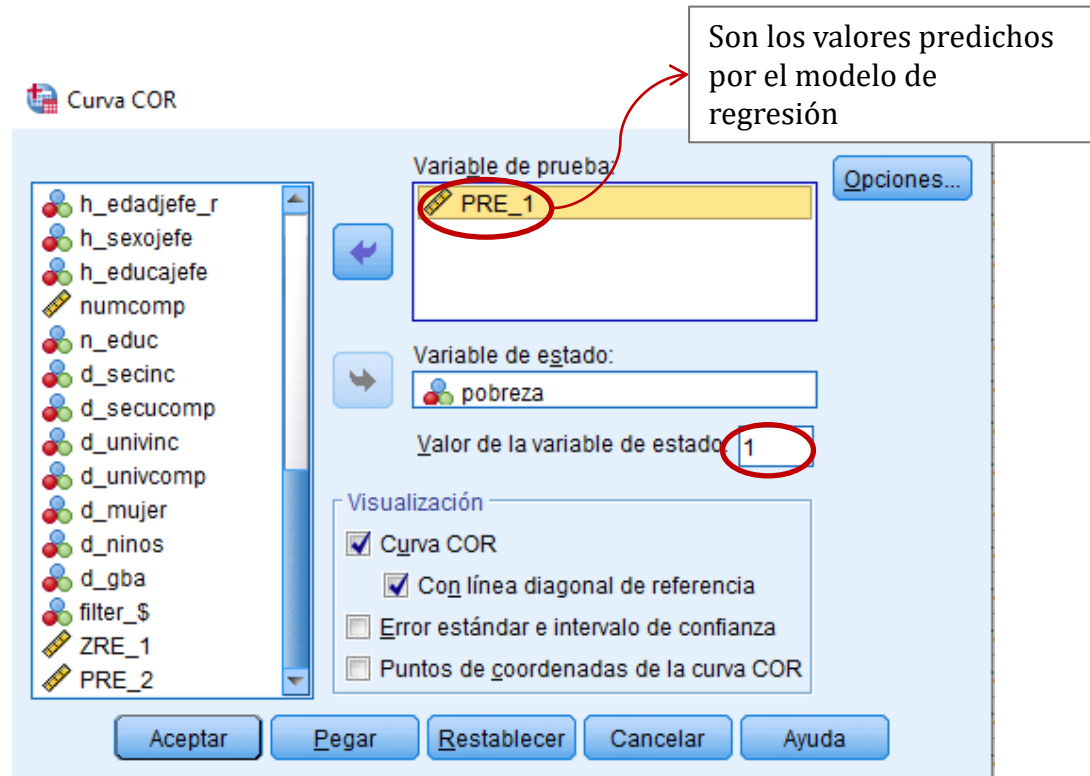 Son los valores predichos
por el modelo de
regresión
Curva COR
Variable de prueba:
PRE_1
Opciones...
h_edadjefe_r
h_sexojefe
h_educajefe
numcomp
n_educ
d_secinc
d_secucomp
d_univinc
d_univcomp
d_mujer
d_ninos
d_gba
filter_$
ZRE_1
PRE_2
Variable de estado:
pobreza
Valor de la variable de estado: 1
Visualización
Curva COR
Con línea diagonal de referencia
Error estándar e intervalo de confianza
Puntos de coordenadas de la curva COR
Aceptar Pegar Restablecer Cancelar Ayuda